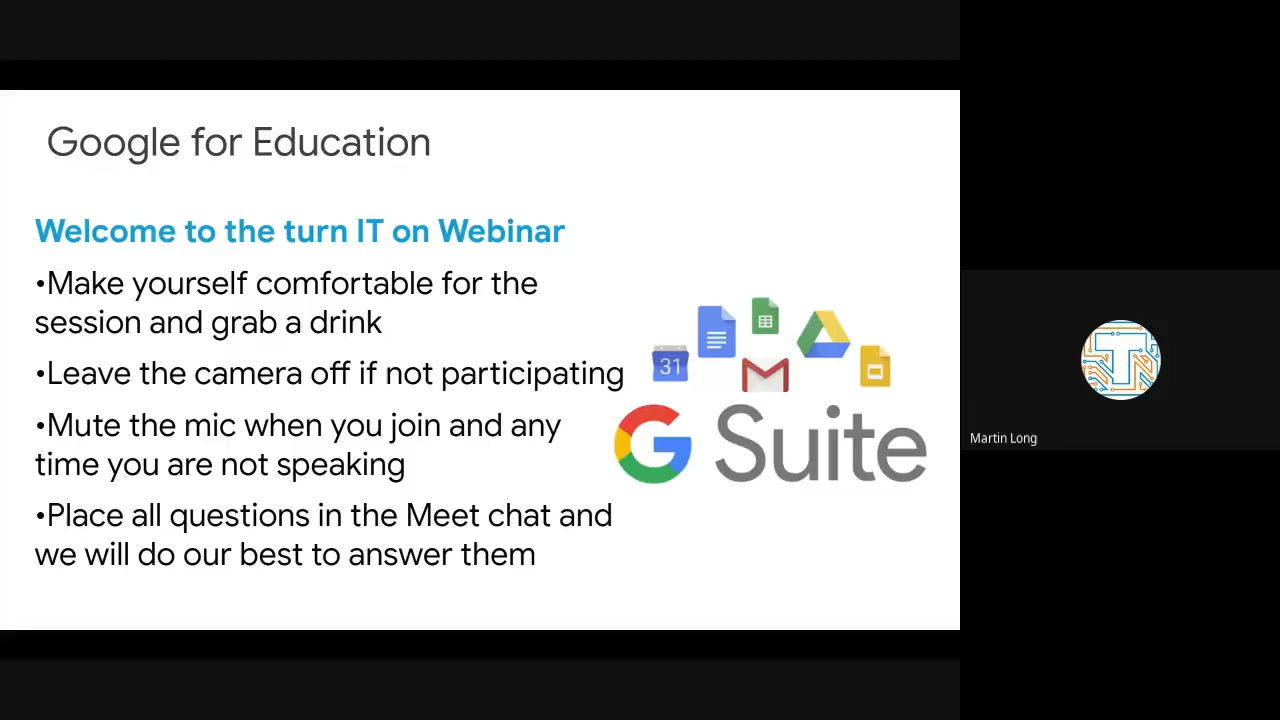 Google for Education
Welcome to the turn IT on Webinar
•Make yourself comfortable for the
session and grab a drink
•Leave the camera off if not participating
•Mute the mic when you join and any
time you are not speaking
•Place all questions in the Meet chat and
we will do our best to answer them
31
G Suite
Martin Long